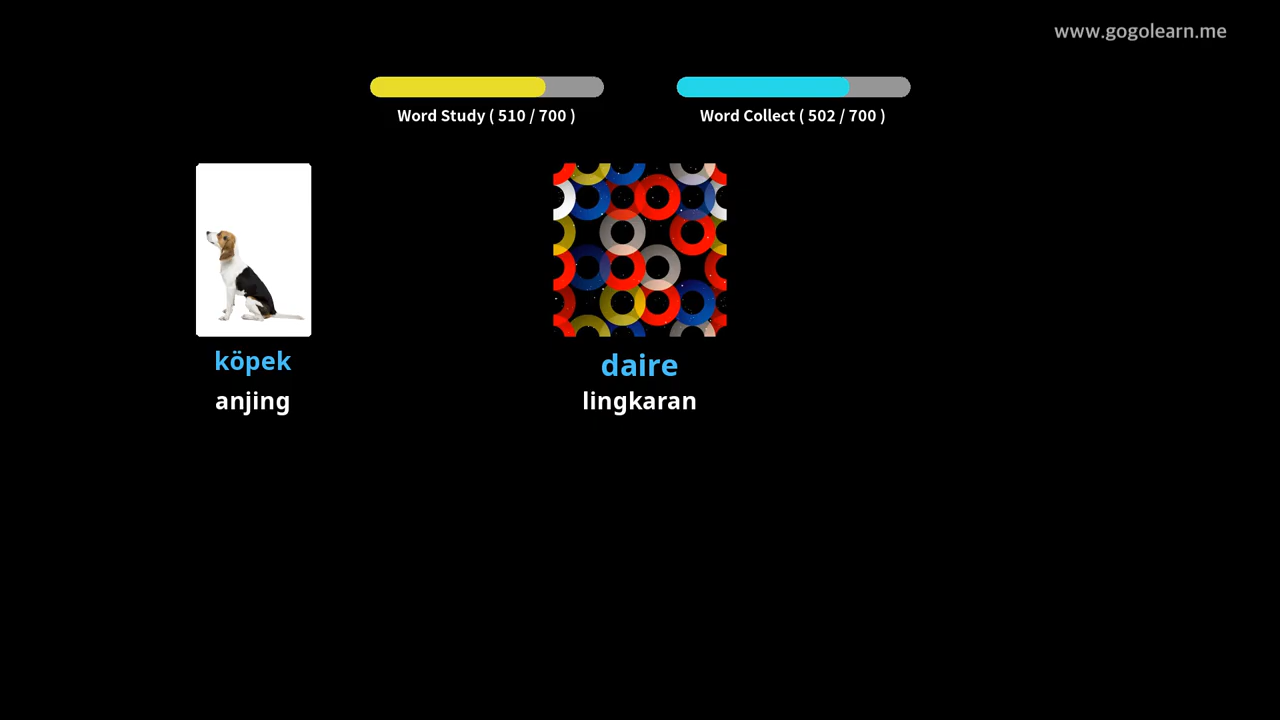 www.gogolearn.me
Word Study ( 510 / 700 )
Word Collect ( 502 / 700 )
köpek
anjing
daire
lingkaran